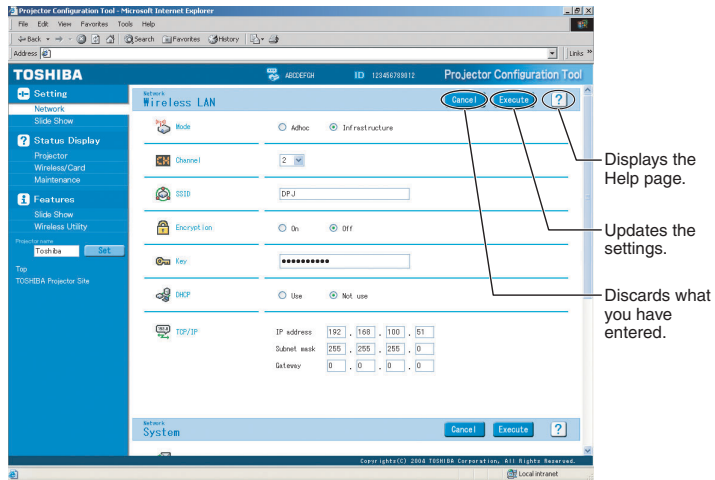 Projector Configuration Tool - Microsoft Internet Explorer
File Edit View Favorites Tools Help
Back Search Favorites History
Address Links »
TOSHIBA ABCDEFGH ID 123456789012 Projector Configuration Tool
Setting
Network
Slide Show
Status Display
Projector
Wireless/Card
Maintenance
Features
Slide Show
Wireless Utility
Projector name
Toshiba Set
Top
TOSHIBA Projector Site
Network
Wireless LAN Cancel Execute ?
Mode Adhoc Infrastructure
CH Channel 2
SSID DPJ
Encryption On Off
Key ●●●●●●●●●●
DHCP Use Not use
TCP/IP IP address 192 . 168 . 100 . 51
Subnet mask 255 . 255 . 255 . 0
Gateway 0 . 0 . 0 . 0
Network
System Cancel Execute ?
Copyrights(C) 2004 TOSHIBA Corporation, All Rights Reserved.
Local intranet
Displays the
Help page.
Updates the
settings.
Discards what
you have
entered.